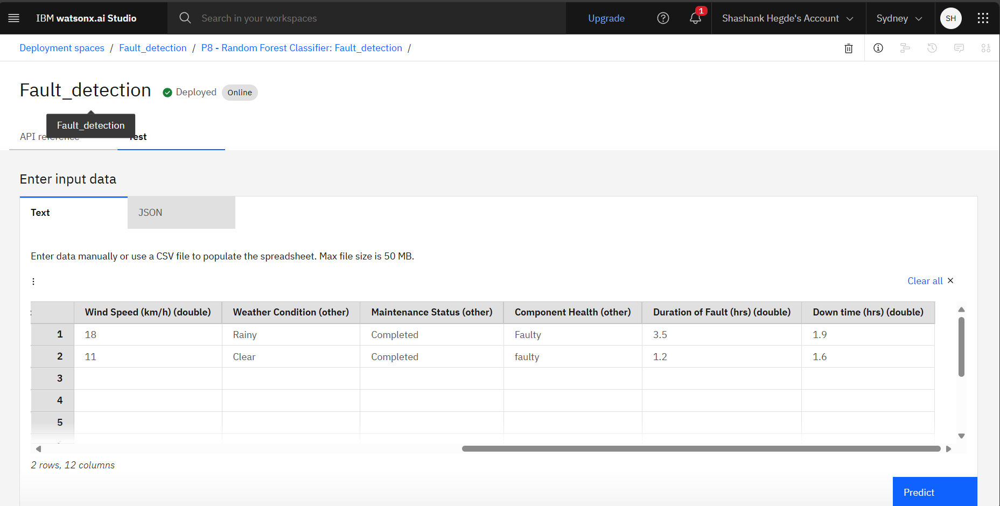 IBM watsonx.ai Studio
Search in your workspaces
Upgrade
1
Shashank Hegde's Account
Sydney
SH
Deployment spaces / Fault_detection / P8 - Random Forest Classifier: Fault_detection /
Fault_detection
Deployed
Online
Fault_detection
API reference
Test
Enter input data
Text
JSON
Enter data manually or use a CSV file to populate the spreadsheet. Max file size is 50 MB.
Clear all ×
Wind Speed (km/h) (double) Weather Condition (other) Maintenance Status (other) Component Health (other) Duration of Fault (hrs) (double) Down time (hrs) (double)
1 18 Rainy Completed Faulty 3.5 1.9
2 11 Clear Completed faulty 1.2 1.6
3
4
5
2 rows, 12 columns
Predict